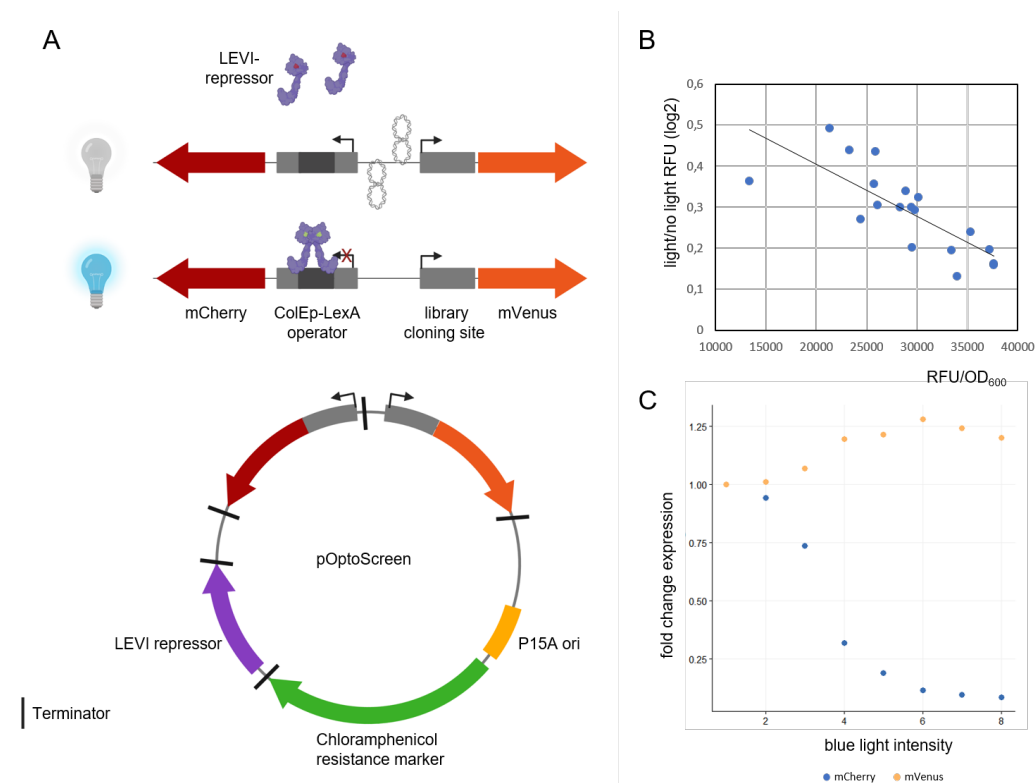 A
LEVI-
repressor
mCherry
ColEp-LexA
operator
library
cloning site
mVenus
pOptoScreen
LEVI repressor
P15A ori
Chloramphenicol
resistance marker
Terminator
B
light/no light RFU (log2)
0,6
0,5
0,4
0,3
0,2
0,1
0
10000 15000 20000 25000 30000 35000 40000
RFU/OD600
C
fold change expression
1.25
1.00
0.75
0.50
0.25
2 4 6 8
blue light intensity
mCherry mVenus